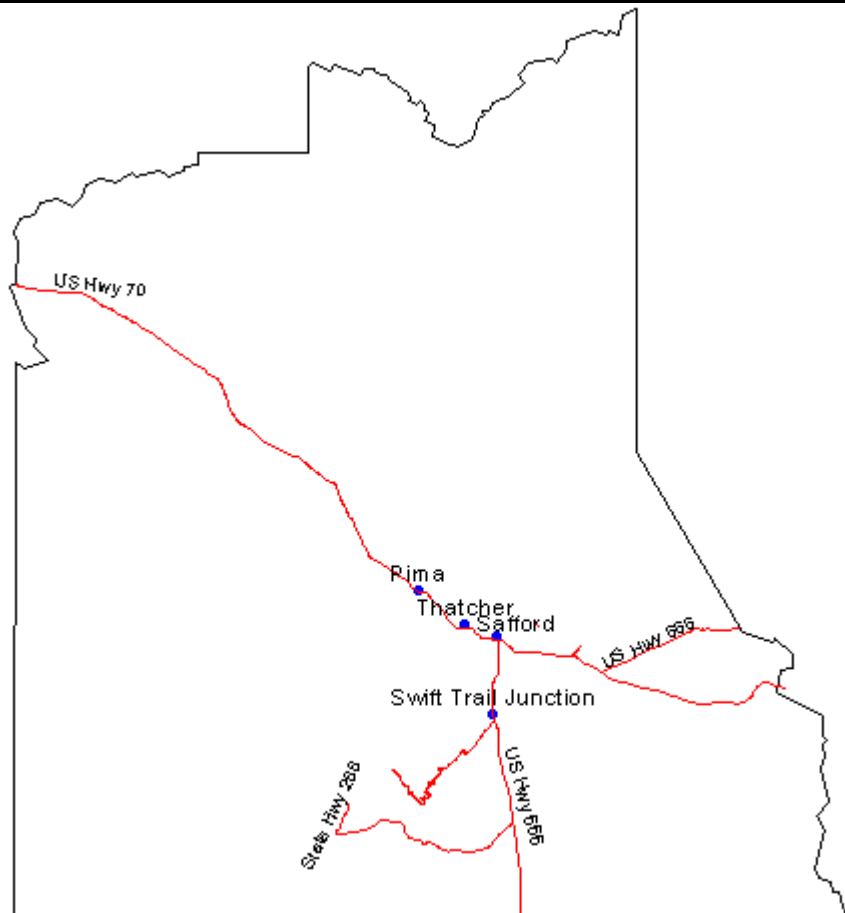 US Hwy 70
Pima
Thatcher
Safford
US Hwy 666
Swift Trail Junction
US Hwy 666
State Hwy 266